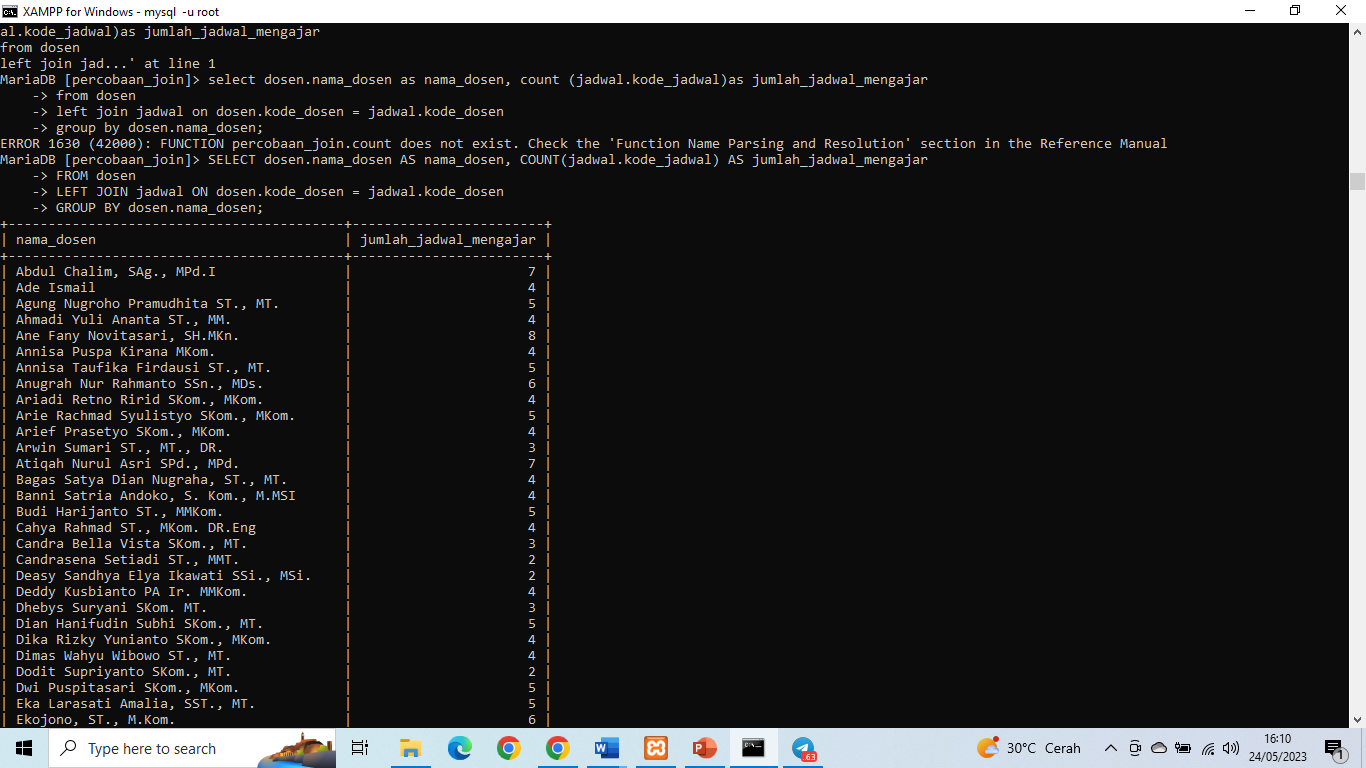 XAMPP for Windows - mysql  -u root
al.kode_jadwal)as jumlah_jadwal_mengajar
from dosen
left join jad...' at line 1
MariaDB [percobaan_join]> select dosen.nama_dosen as nama_dosen, count (jadwal.kode_jadwal)as jumlah_jadwal_mengajar
    -> from dosen
    -> left join jadwal on dosen.kode_dosen = jadwal.kode_dosen
    -> group by dosen.nama_dosen;
ERROR 1630 (42000): FUNCTION percobaan_join.count does not exist. Check the 'Function Name Parsing and Resolution' section in the Reference Manual
MariaDB [percobaan_join]> SELECT dosen.nama_dosen AS nama_dosen, COUNT(jadwal.kode_jadwal) AS jumlah_jadwal_mengajar
    -> FROM dosen
    -> LEFT JOIN jadwal ON dosen.kode_dosen = jadwal.kode_dosen
    -> GROUP BY dosen.nama_dosen;
+------------------------------------------+------------------------+
| nama_dosen                               | jumlah_jadwal_mengajar |
+------------------------------------------+------------------------+
| Abdul Chalim, SAg., MPd.I                |                      7 |
| Ade Ismail                               |                      4 |
| Agung Nugroho Pramudhita ST., MT.        |                      5 |
| Ahmadi Yuli Ananta ST., MM.              |                      4 |
| Ane Fany Novitasari, SH.MKn.             |                      8 |
| Annisa Puspa Kirana MKom.                |                      4 |
| Annisa Taufika Firdausi ST., MT.         |                      5 |
| Anugrah Nur Rahmanto SSn., MDs.          |                      6 |
| Ariadi Retno Ririd SKom., MKom.          |                      4 |
| Arie Rachmad Syulistyo SKom., MKom.      |                      5 |
| Arief Prasetyo SKom., MKom.              |                      4 |
| Arwin Sumari ST., MT., DR.               |                      3 |
| Atiqah Nurul Asri SPd., MPd.             |                      7 |
| Bagas Satya Dian Nugraha, ST., MT.       |                      4 |
| Banni Satria Andoko, S. Kom., M.MSI      |                      4 |
| Budi Harijanto ST., MMKom.               |                      5 |
| Cahya Rahmad ST., MKom. DR.Eng           |                      4 |
| Candra Bella Vista SKom., MT.            |                      3 |
| Candrasena Setiadi ST., MMT.             |                      2 |
| Deasy Sandhya Elya Ikawati SSi., MSi.    |                      2 |
| Deddy Kusbianto PA Ir. MMKom.            |                      4 |
| Dhebys Suryani SKom. MT.                 |                      3 |
| Dian Hanifudin Subhi SKom., MT.          |                      5 |
| Dika Rizky Yunianto SKom., MKom.         |                      4 |
| Dimas Wahyu Wibowo ST., MT.              |                      4 |
| Dodit Supriyanto SKom., MT.              |                      2 |
| Dwi Puspitasari SKom., MKom.             |                      5 |
| Eka Larasati Amalia, SST., MT.           |                      5 |
| Ekojono, ST., M.Kom.                     |                      6 |
Type here to search
.63
30°C  Cerah
16:10
24/05/2023
1